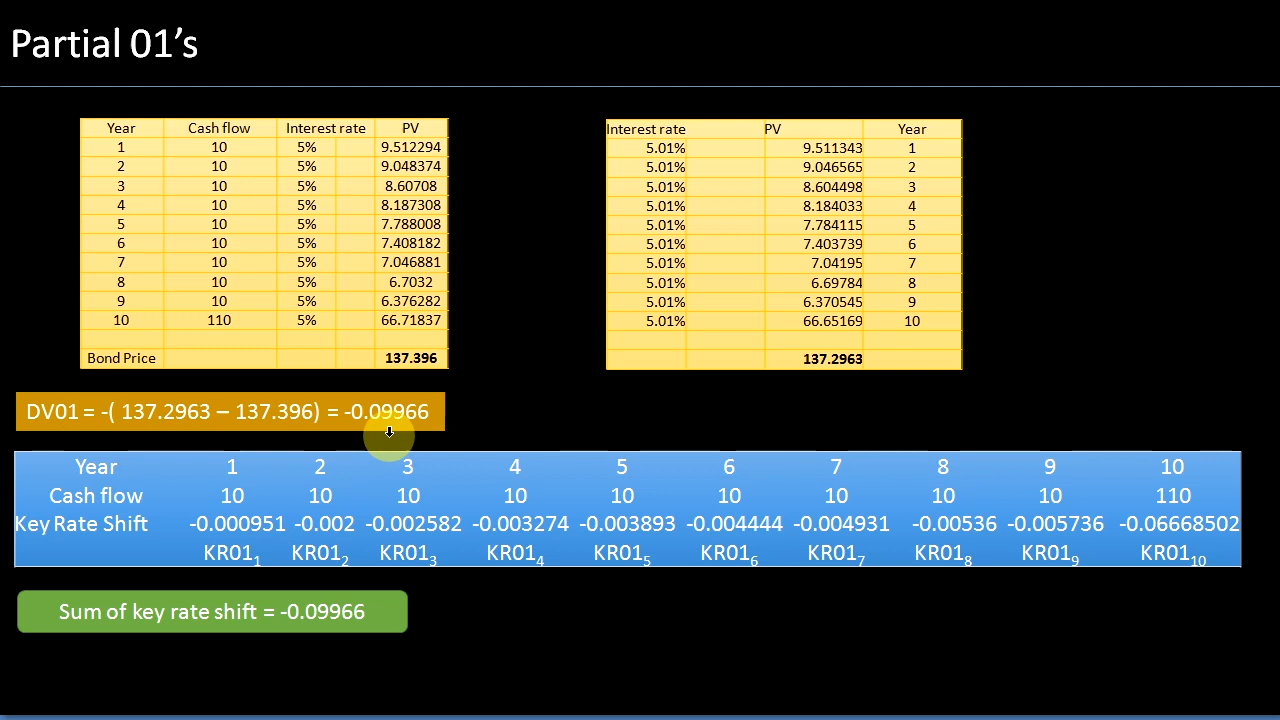 Partial 01's
Year Cash flow Interest rate PV
1 10 5% 9.512294
2 10 5% 9.048374
3 10 5% 8.60708
4 10 5% 8.187308
5 10 5% 7.788008
6 10 5% 7.408182
7 10 5% 7.046881
8 10 5% 6.7032
9 10 5% 6.376282
10 110 5% 66.71837
Bond Price 137.396
Interest rate PV Year
5.01% 9.511343 1
5.01% 9.046565 2
5.01% 8.604498 3
5.01% 8.184033 4
5.01% 7.784115 5
5.01% 7.403739 6
5.01% 7.04195 7
5.01% 6.69784 8
5.01% 6.370545 9
5.01% 66.65169 10
137.2963
DV01 = -( 137.2963 – 137.396) = -0.09966
Year 1 2 3 4 5 6 7 8 9 10
Cash flow 10 10 10 10 10 10 10 10 10 110
Key Rate Shift -0.000951 -0.002 -0.002582 -0.003274 -0.003893 -0.004444 -0.004931 -0.00536 -0.005736 -0.06668502
KR01₁ KR01₂ KR01₃ KR01₄ KR01₅ KR01₆ KR01₇ KR01₈ KR01₉ KR01₁₀
Sum of key rate shift = -0.09966